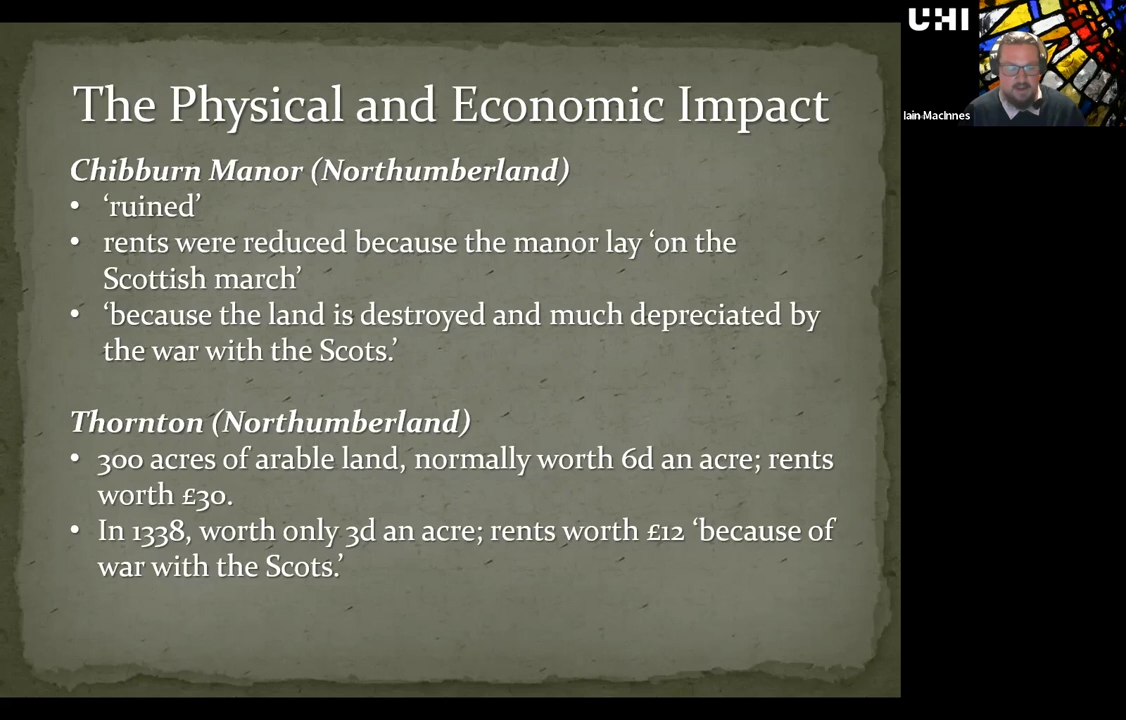 The Physical and Economic Impact
Chibburn Manor (Northumberland)
• ‘ruined’
• rents were reduced because the manor lay ‘on the
Scottish march’
• ‘because the land is destroyed and much depreciated by
the war with the Scots.’
Thornton (Northumberland)
• 300 acres of arable land, normally worth 6d an acre; rents
worth £30.
• In 1338, worth only 3d an acre; rents worth £12 ‘because of
war with the Scots.’
UHI
Iain MacInnes